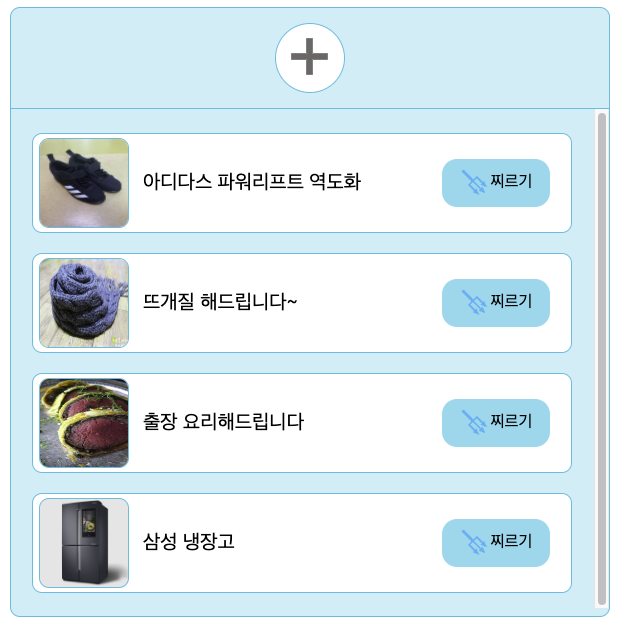 아디다스 파워리프트 역도화
찌르기
뜨개질 해드립니다~
찌르기
출장 요리해드립니다
찌르기
삼성 냉장고
찌르기